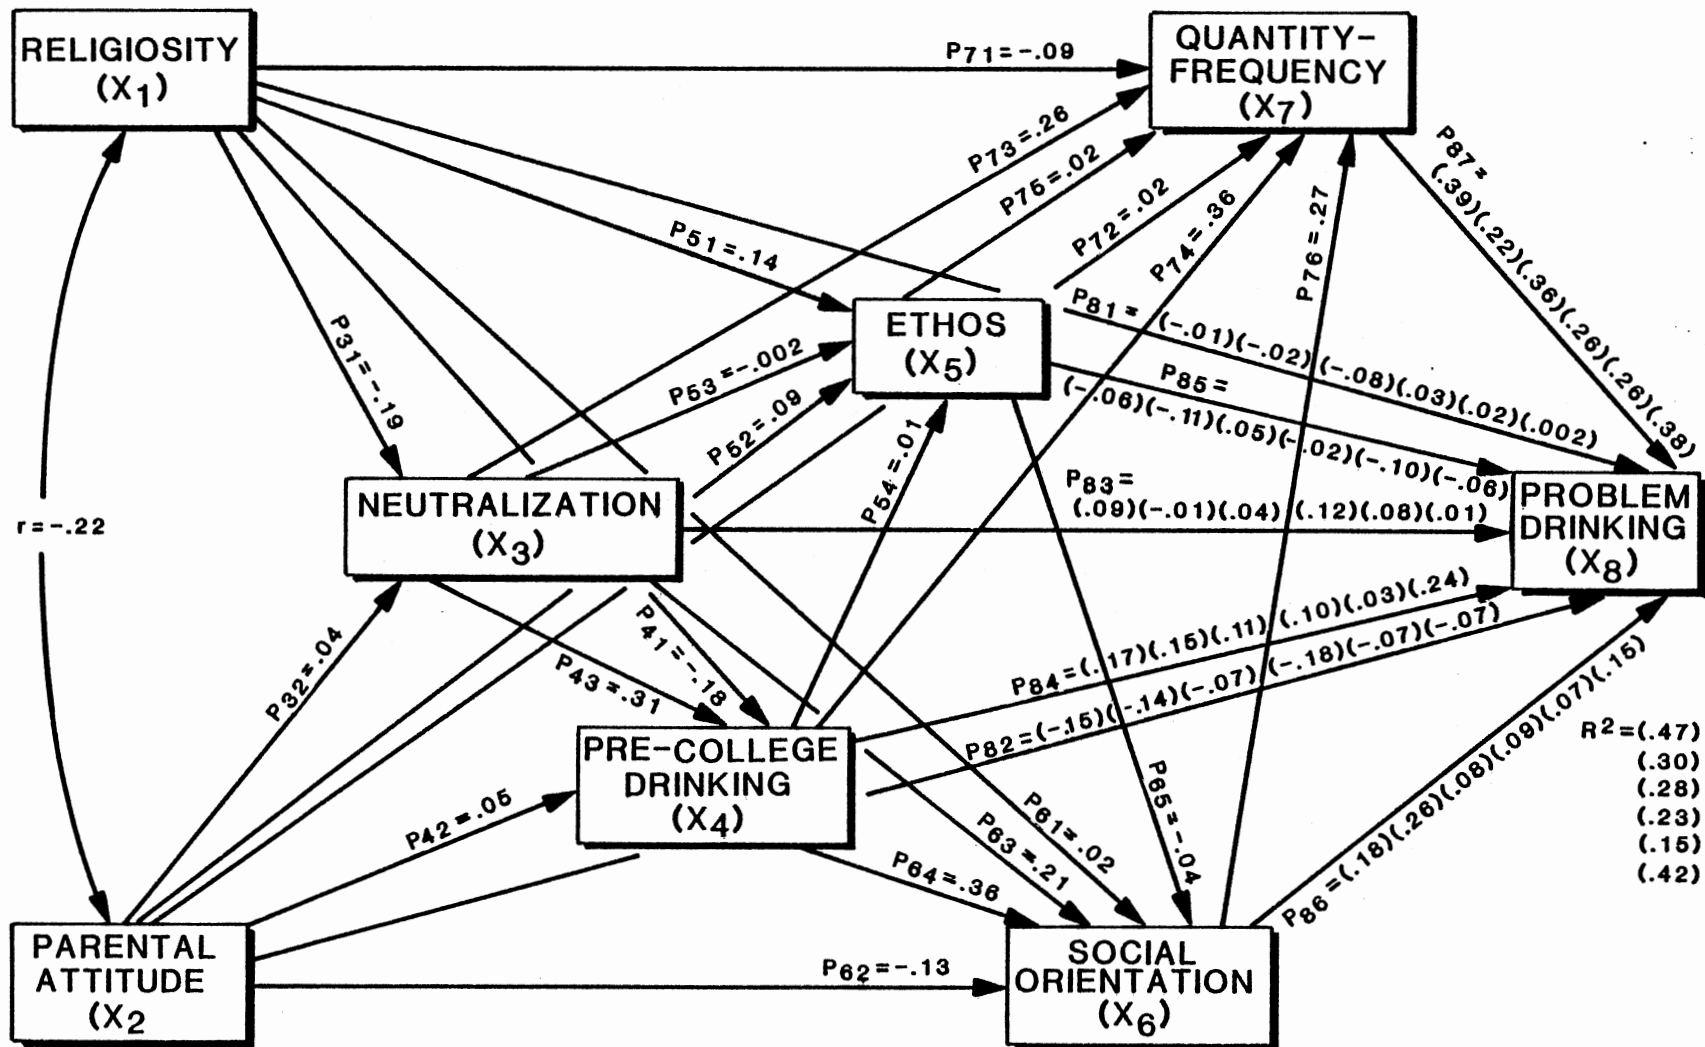 RELIGIOSITY
(X1)
QUANTITY-
FREQUENCY
(X7)
P71=-.09
P73=.26
P75=.02
P72=.02
P74=.36
P76=.27
P87=
(.39)(.22)(.36)(.26)(.26)(.38)
P51=.14
ETHOS
(X5)
P81= (-.01)(-.02)(-.08)(.03)(.02)(.002)
P85=
(-.06)(-.11)(.05)(-.02)(-.10)(-.06)
P31=-.19
P53=-.002
P52=.09
P54=.01
r=-.22
NEUTRALIZATION
(X3)
P83=
(.09)(-.01)(.04) (.12)(.08)(.01)
PROBLEM
DRINKING
(X8)
P32=.04
P43=.31
P41=-.18
P84=(.17)(.15)(.11) (.10)(.03)(.24)
P82=(-.15)(-.14)(-.07)(-.18)(-.07)(-.07)
PRE-COLLEGE
DRINKING
(X4)
P42=.05
P64=.36
P63=.21
P61=.02
P65=-.04
P86=(.18)(.26)(.08)(.09)(.07)(.15)
R2=(.47)
(.30)
(.28)
(.23)
(.15)
(.42)
PARENTAL
ATTITUDE
(X2
P62=-.13
SOCIAL
ORIENTATION
(X6)